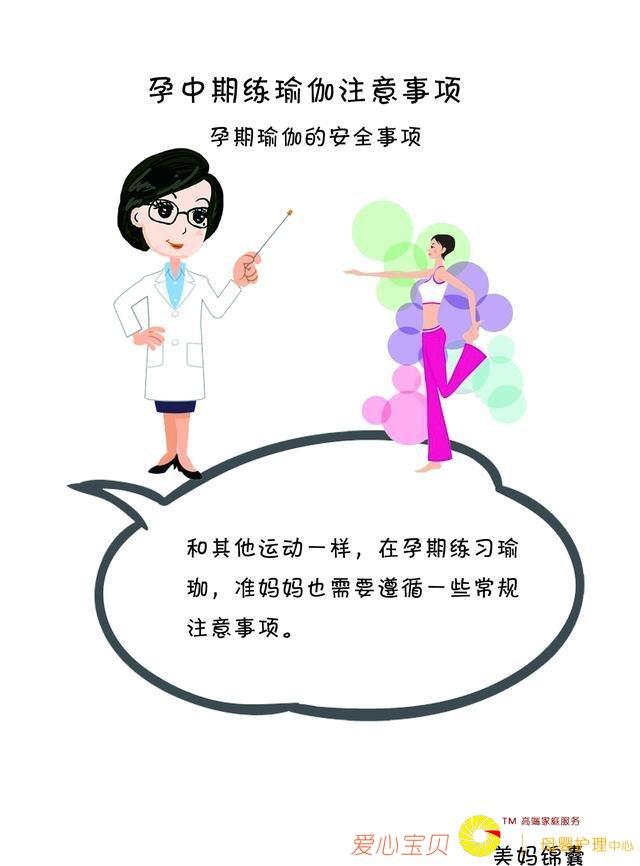 孕中期练瑜伽注意事项
孕期瑜伽的安全事项
和其他运动一样，在孕期练习瑜
珈，准妈妈也需要遵循一些常规
注意事项。
TM 高端家庭服务
爱心宝贝
母婴护理中心
美妈锦囊